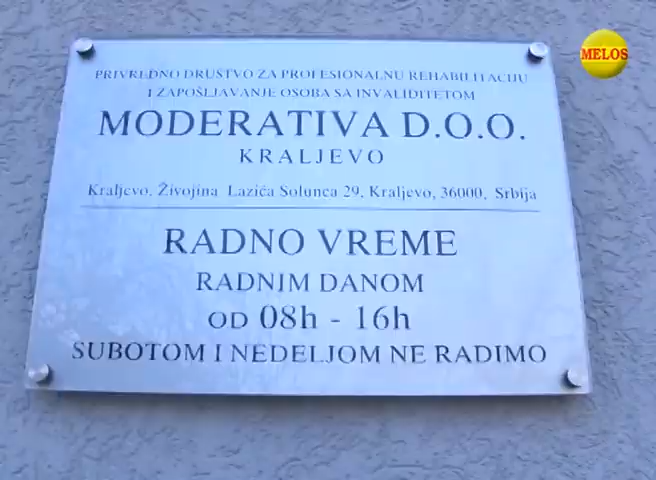 MELOS
PRIVREDNO DRUŠTVO ZA PROFESIONALNU REHABILITACIJU
I ZAPOŠLJAVANJE OSOBA SA INVALIDITETOM
MODERATIVA D.O.O.
KRALJEVO
Kraljevo, Živojina Lazića Solunca 29, Kraljevo, 36000, Srbija
RADNO VREME
RADNIM DANOM
OD 08h - 16h
SUBOTOM I NEDELJOM NE RADIMO